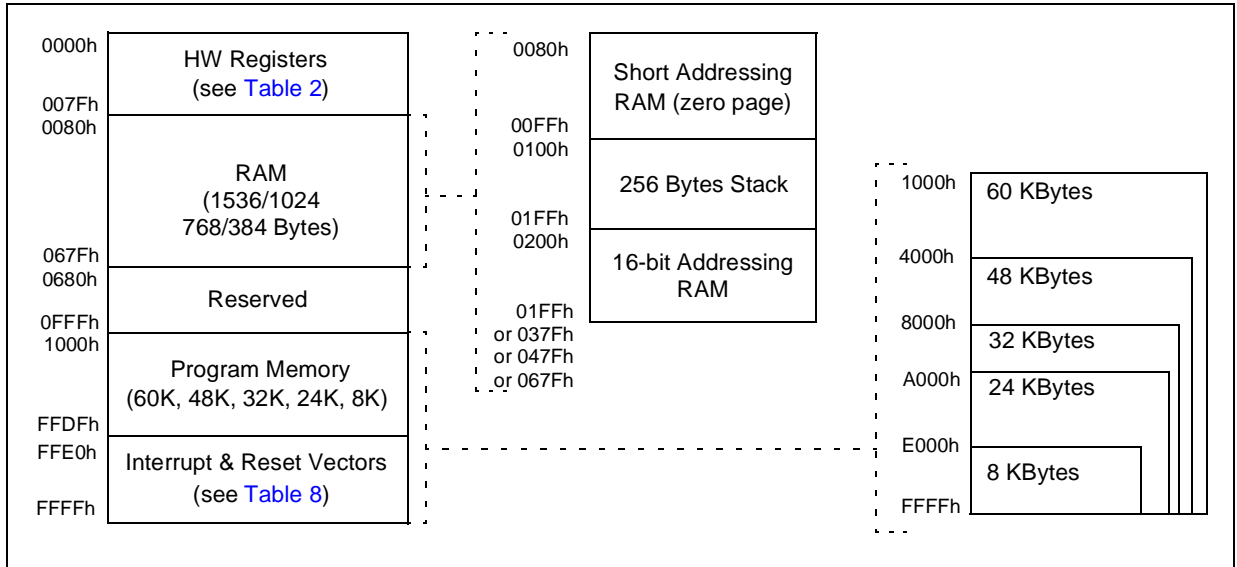 0000h
HW Registers
(see Table 2)
007Fh
0080h
RAM
(1536/1024
768/384 Bytes)
067Fh
0680h
Reserved
0FFFh
1000h
Program Memory
(60K, 48K, 32K, 24K, 8K)
FFDFh
FFE0h
Interrupt & Reset Vectors
(see Table 8)
FFFFh
0080h
Short Addressing
RAM (zero page)
00FFh
0100h
256 Bytes Stack
01FFh
0200h
16-bit Addressing
RAM
01FFh
or 037Fh
or 047Fh
or 067Fh
1000h
60 KBytes
4000h
48 KBytes
8000h
32 KBytes
A000h
24 KBytes
E000h
8 KBytes
FFFFh